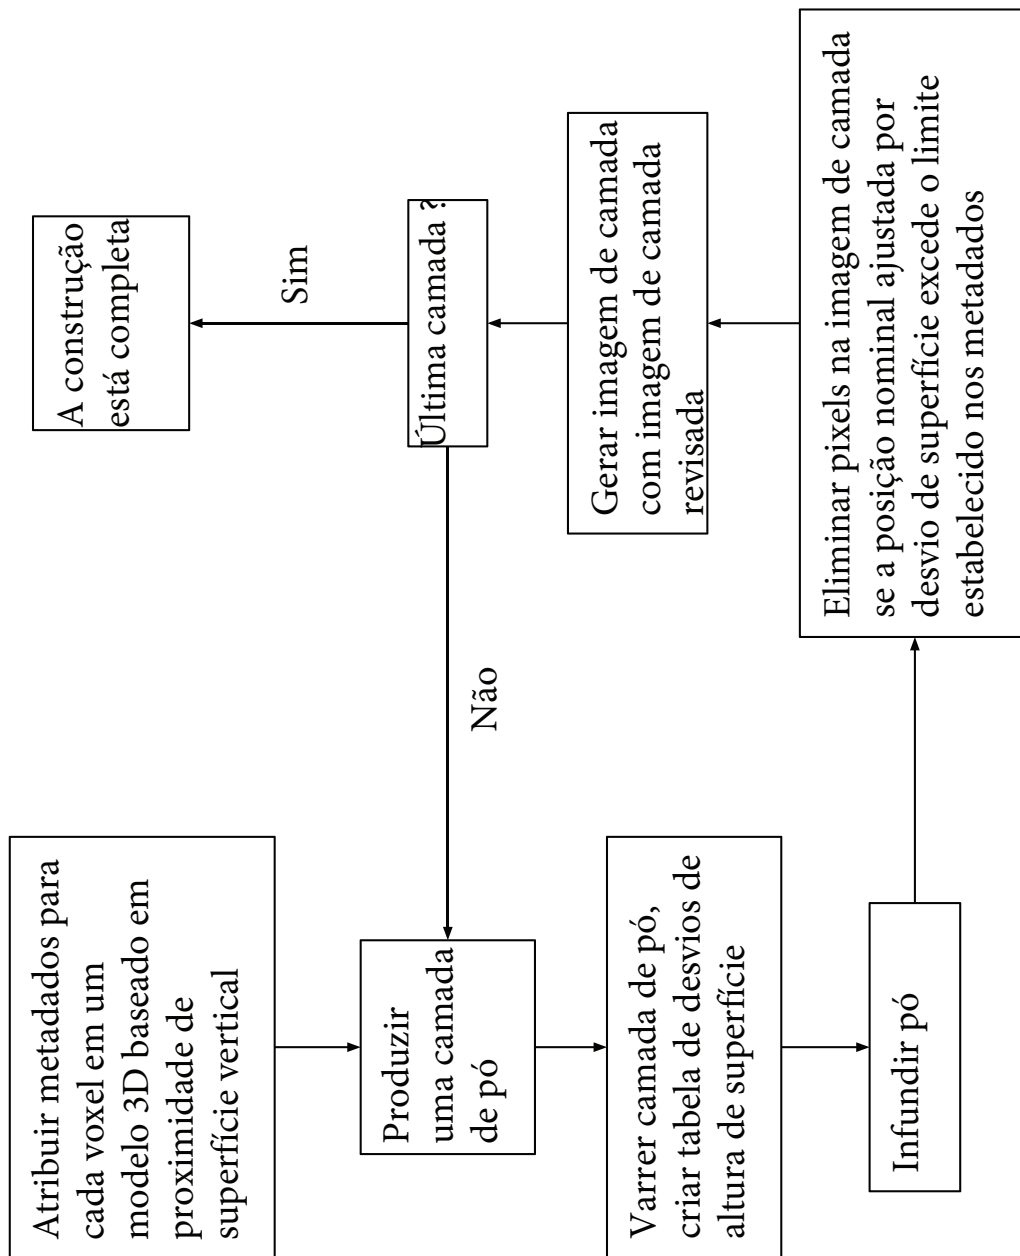 Atribuir metadados para
cada voxel em um
modelo 3D baseado em
proximidade de
superfície vertical
Produzir
uma camada
de pó
Varrer camada de pó,
criar tabela de desvios de
altura de superfície
Infundir pó
Eliminar pixels na imagem de camada
se a posição nominal ajustada por
desvio de superfície excede o limite
estabelecido nos metadados
Gerar imagem de camada
com imagem de camada
revisada
Última camada ?
Não
Sim
A construção
está completa